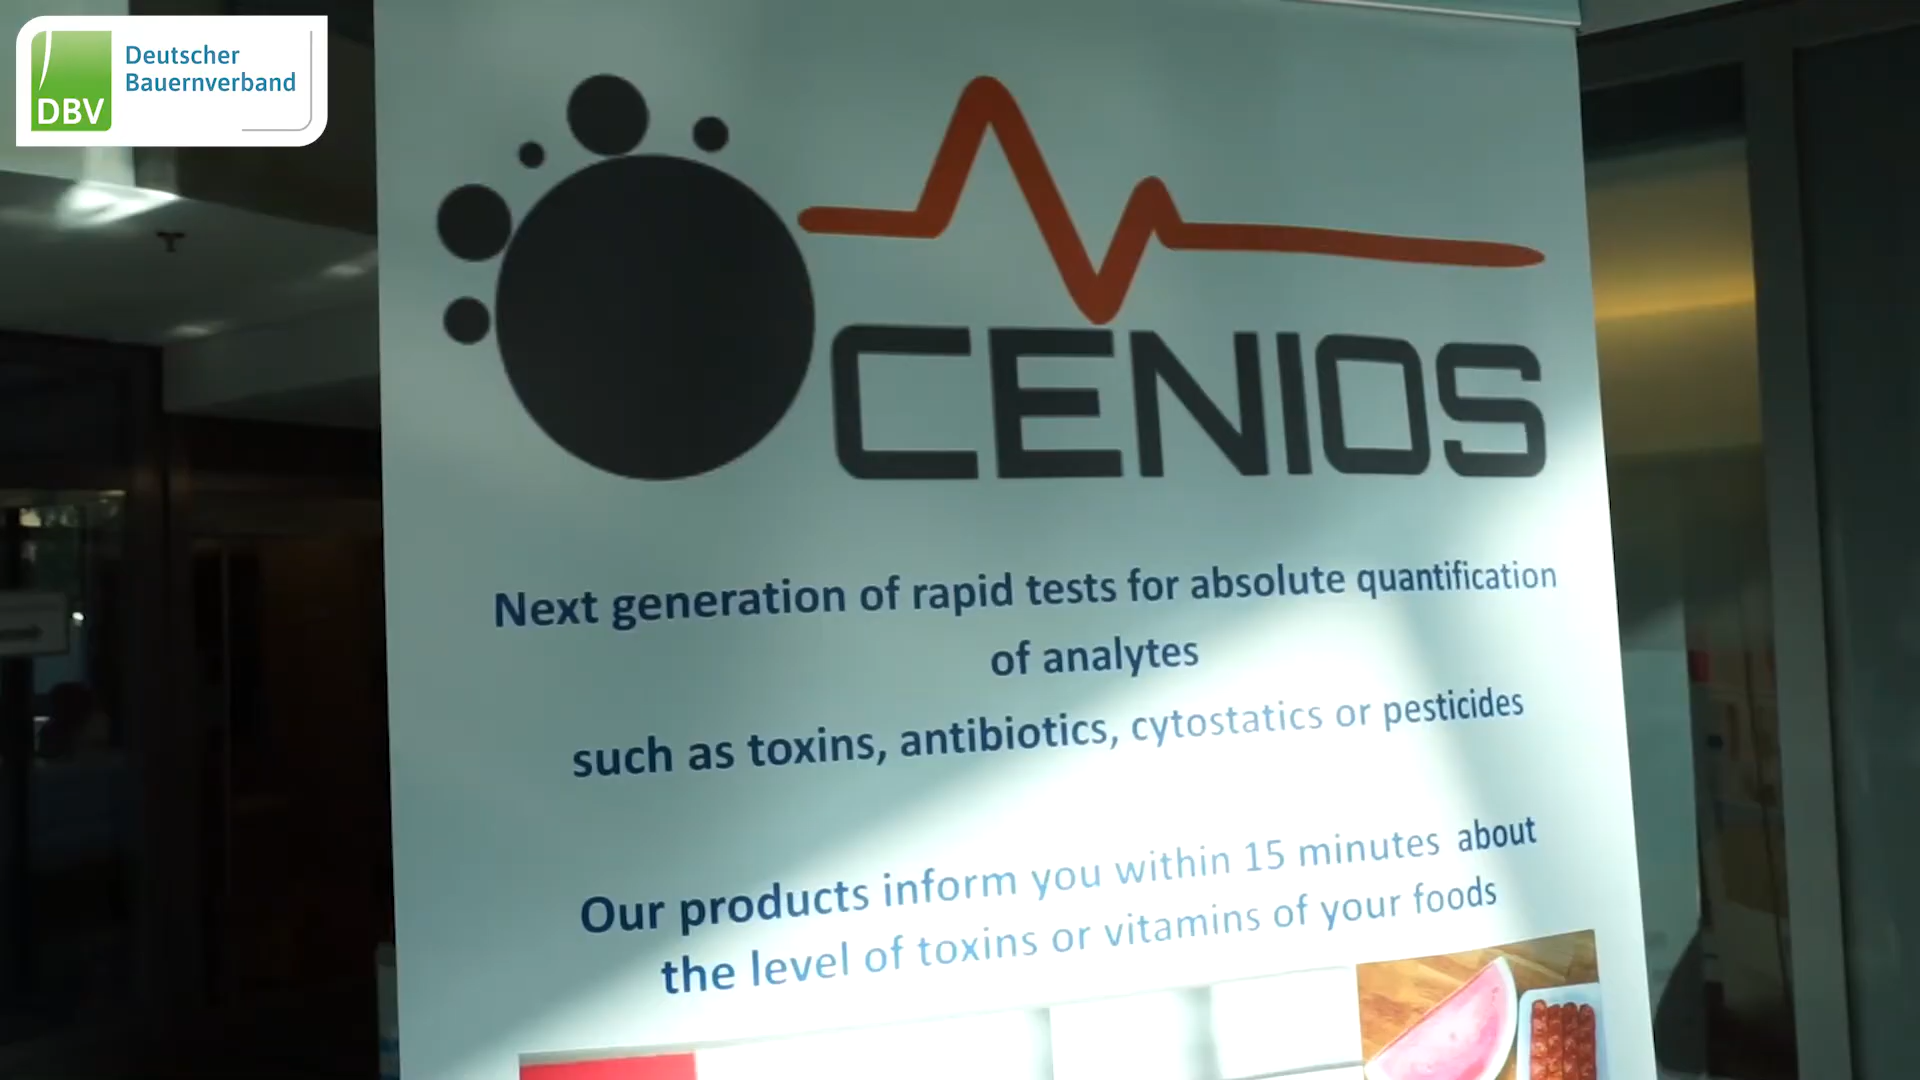 Deutscher
Bauernverband
DBV
CENIOS
Next generation of rapid tests for absolute quantification
of analytes
such as toxins, antibiotics, cytostatics or pesticides
Our products inform you within 15 minutes about
the level of toxins or vitamins of your foods